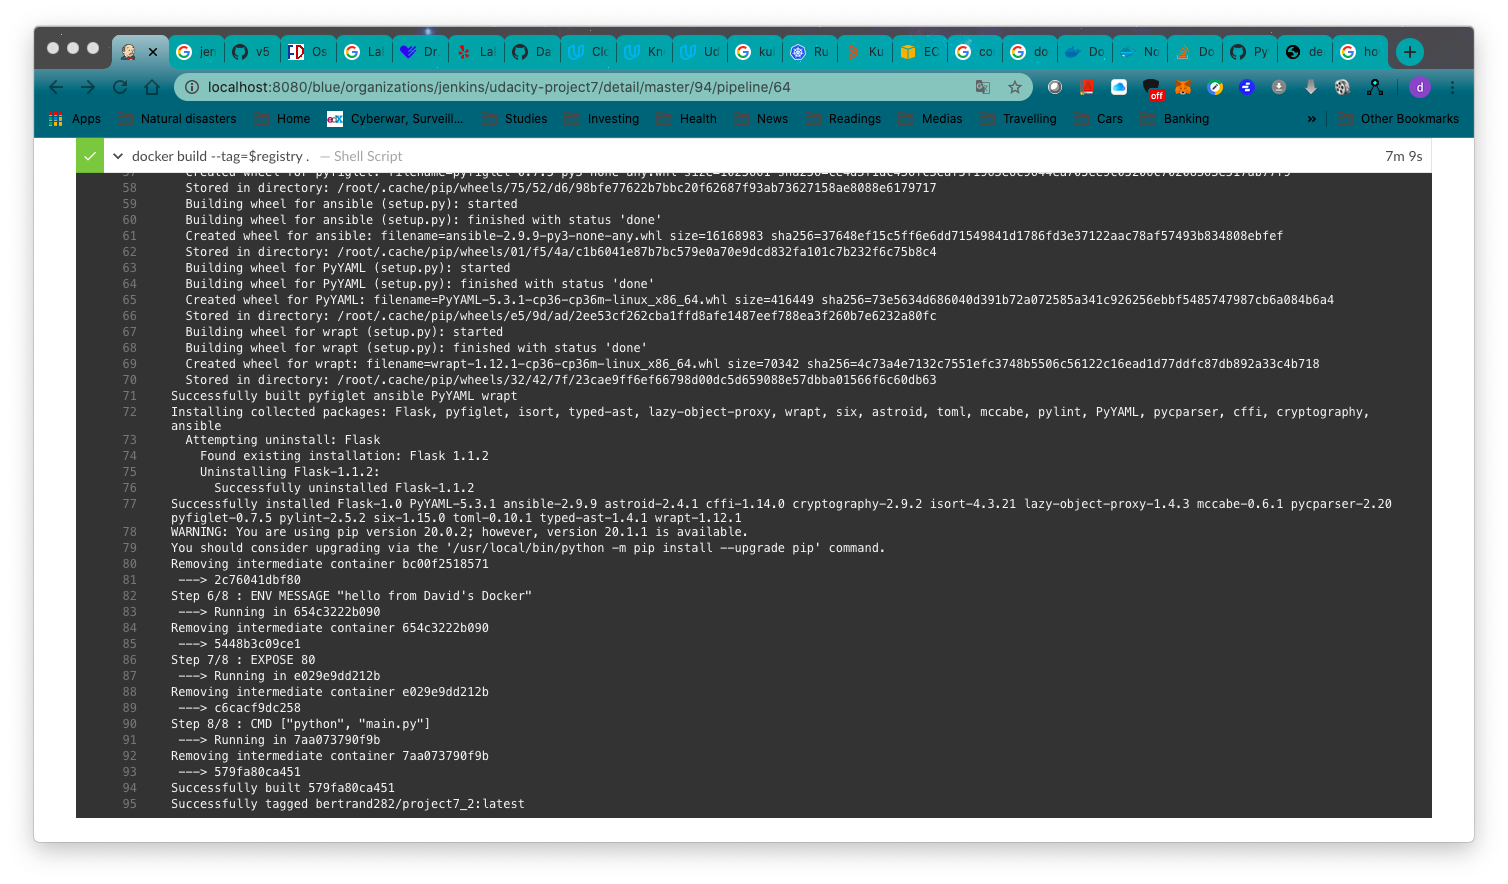 jer
v5
Os
Lal
Dr.
Lal
Da
Clo
Kn
Ud
kul
Ru
Ku
EC
co
do
Do
No
Do
Py
de
ho
localhost:8080/blue/organizations/jenkins/udacity-project7/detail/master/94/pipeline/64
off
d
Apps
Natural disasters
Home
edX
Cyberwar, Surveill...
Studies
Investing
Health
News
Readings
Medias
Travelling
Cars
Banking
»
Other Bookmarks
docker build --tag=$registry . — Shell Script
7m 9s
58 Stored in directory: /root/.cache/pip/wheels/75/52/d6/98bfe77622b7bbc20f62687f93ab73627158ae8088e6179717
59 Building wheel for ansible (setup.py): started
60 Building wheel for ansible (setup.py): finished with status 'done'
61 Created wheel for ansible: filename=ansible-2.9.9-py3-none-any.whl size=16168983 sha256=37648ef15c5ff6e6dd71549841d1786fd3e37122aac78af57493b834808ebfef
62 Stored in directory: /root/.cache/pip/wheels/01/f5/4a/c1b6041e87b7bc579e0a70e9dcd832fa101c7b232f6c75b8c4
63 Building wheel for PyYAML (setup.py): started
64 Building wheel for PyYAML (setup.py): finished with status 'done'
65 Created wheel for PyYAML: filename=PyYAML-5.3.1-cp36-cp36m-linux_x86_64.whl size=416449 sha256=73e5634d686040d391b72a072585a341c926256ebbf5485747987cb6a084b6a4
66 Stored in directory: /root/.cache/pip/wheels/e5/9d/ad/2ee53cf262cba1ffd8afe1487eef788ea3f260b7e6232a80fc
67 Building wheel for wrapt (setup.py): started
68 Building wheel for wrapt (setup.py): finished with status 'done'
69 Created wheel for wrapt: filename=wrapt-1.12.1-cp36-cp36m-linux_x86_64.whl size=70342 sha256=4c73a4e7132c7551efc3748b5506c56122c16ead1d77ddfc87db892a33c4b718
70 Stored in directory: /root/.cache/pip/wheels/32/42/7f/23cae9ff6ef66798d00dc5d659088e57dbba01566f6c60db63
71 Successfully built pyfiglet ansible PyYAML wrapt
72 Installing collected packages: Flask, pyfiglet, isort, typed-ast, lazy-object-proxy, wrapt, six, astroid, toml, mccabe, pylint, PyYAML, pycparser, cffi, cryptography,
ansible
73 Attempting uninstall: Flask
74 Found existing installation: Flask 1.1.2
75 Uninstalling Flask-1.1.2:
76 Successfully uninstalled Flask-1.1.2
77 Successfully installed Flask-1.0 PyYAML-5.3.1 ansible-2.9.9 astroid-2.4.1 cffi-1.14.0 cryptography-2.9.2 isort-4.3.21 lazy-object-proxy-1.4.3 mccabe-0.6.1 pycparser-2.20
pyfiglet-0.7.5 pylint-2.5.2 six-1.15.0 toml-0.10.1 typed-ast-1.4.1 wrapt-1.12.1
78 WARNING: You are using pip version 20.0.2; however, version 20.1.1 is available.
79 You should consider upgrading via the '/usr/local/bin/python -m pip install --upgrade pip' command.
80 Removing intermediate container bc00f2518571
81 ---> 2c76041dbf80
82 Step 6/8 : ENV MESSAGE "hello from David's Docker"
83 ---> Running in 654c3222b090
84 Removing intermediate container 654c3222b090
85 ---> 5448b3c09ce1
86 Step 7/8 : EXPOSE 80
87 ---> Running in e029e9dd212b
88 Removing intermediate container e029e9dd212b
89 ---> c6cacf9dc258
90 Step 8/8 : CMD ["python", "main.py"]
91 ---> Running in 7aa073790f9b
92 Removing intermediate container 7aa073790f9b
93 ---> 579fa80ca451
94 Successfully built 579fa80ca451
95 Successfully tagged bertrand282/project7_2:latest